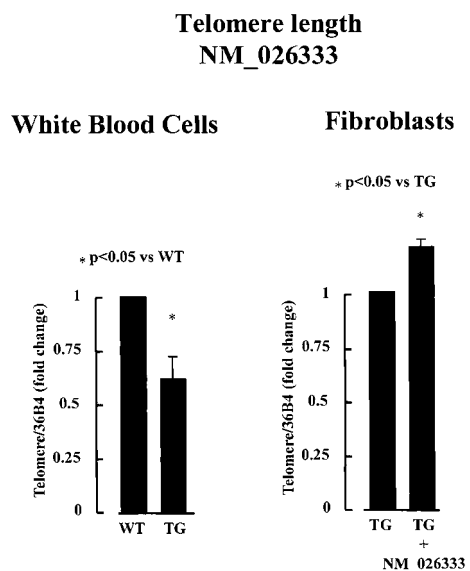 Telomere length
NM_026333
White Blood Cells
Fibroblasts
* p<0.05 vs WT
Telomere/36B4 (fold change)
1
0.75
0.5
0.25
0
*
WT
TG
* p<0.05 vs TG
Telomere/36B4 (fold change)
1
0.75
0.5
0.25
0
*
TG
TG
+
NM_026333